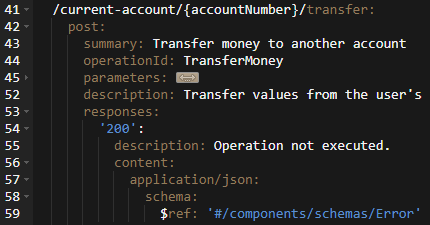 41 /current-account/{accountNumber}/transfer:
42 post:
43 summary: Transfer money to another account
44 operationId: TransferMoney
45 parameters:
52 description: Transfer values from the user's
53 responses:
54 '200':
55 description: Operation not executed.
56 content:
57 application/json:
58 schema:
59 $ref: '#/components/schemas/Error'